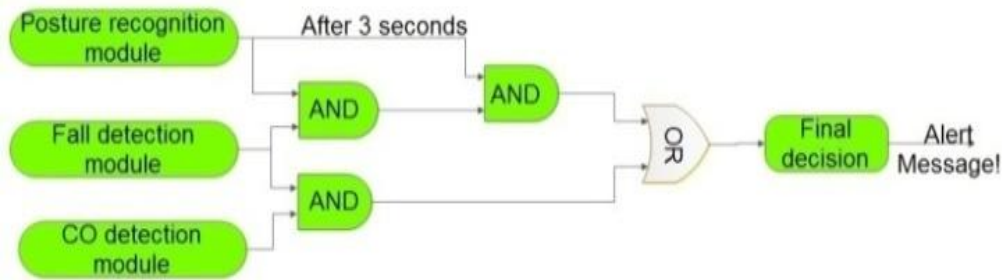 Posture recognition
module
After 3 seconds
AND
AND
Fall detection
module
OR
Final
decision
Alert
Message!
AND
CO detection
module